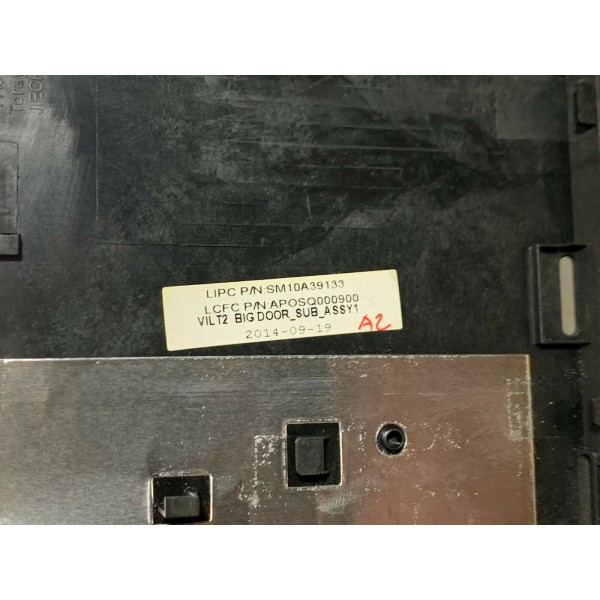 LIPC P/N:SM10A39133
LCFC P/N:APOSQ000900
VILT2 BIG DOOR_SUB_ASSY1
2014-09-19 A2